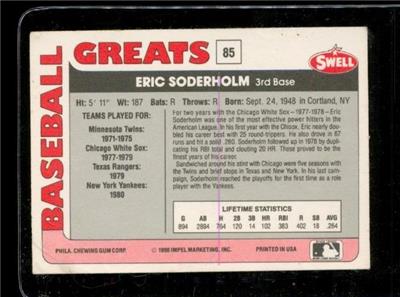 BASEBALL
GREATS
85
SWELL
ERIC SODERHOLM 3rd Base
Ht: 5' 11" Wt: 187 Bats: R Throws: R Born: Sept. 24, 1948 in Cortland, NY
TEAMS PLAYED FOR:
Minnesota Twins:
1971-1975
Chicago White Sox:
1977-1979
Texas Rangers:
1979
New York Yankees:
1980
For two years with the Chicago White Sox—1977-1978—Eric
Soderholm was one of the most effective power hitters in the
American League. In his first year with the Chisox, Eric nearly dou-
bled his career best with 25 round-trippers. He also drove in 67
runs and hit a solid .280. Soderholm followed up in 1978 by dupli-
cating his RBI total and clouting 20 HR. Those proved to be the
finest years of his career.
Sandwiched around his stint with Chicago were five seasons with
the Twins and brief stops in Texas and New York. In his last cam-
paign, Soderholm reached the playoffs for the first time as a role
player with the Yankees.
LIFETIME STATISTICS
G AB H 2B 3B HR RBI R SB AVG
894 2894 764 120 14 102 383 402 18 .264
PHILA. CHEWING GUM CORP.
© 1990 IMPEL MARKETING, INC.
PRINTED IN USA